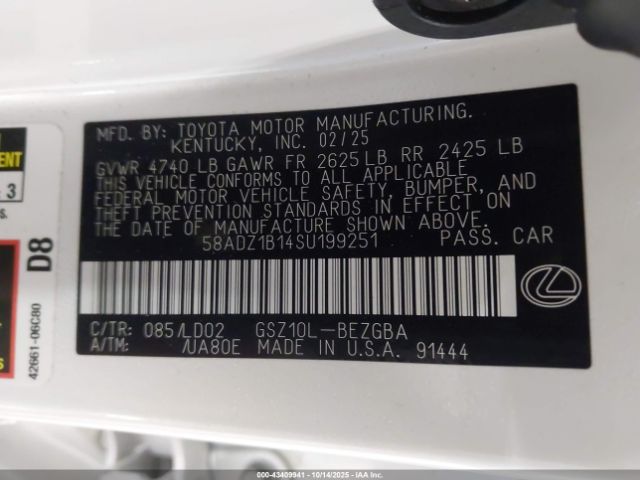 MFD. BY: TOYOTA MOTOR MANUFACTURING.
KENTUCKY, INC. 02/25
GVWR 4740 LB GAWR FR 2625 LB RR 2425 LB
THIS VEHICLE CONFORMS TO ALL APPLICABLE
FEDERAL MOTOR VEHICLE SAFETY, BUMPER, AND
THEFT PREVENTION STANDARDS IN EFFECT ON
THE DATE OF MANUFACTURE SHOWN ABOVE.
58ADZ1B14SU199251 PASS. CAR
C/TR: 085/LD02 GSZ10L-BEZGBA
A/TM: /UA80E MADE IN U.S.A. 91444
3
D8
42661-06C80
000-43409941 - 10/14/2025 - IAAI.COM